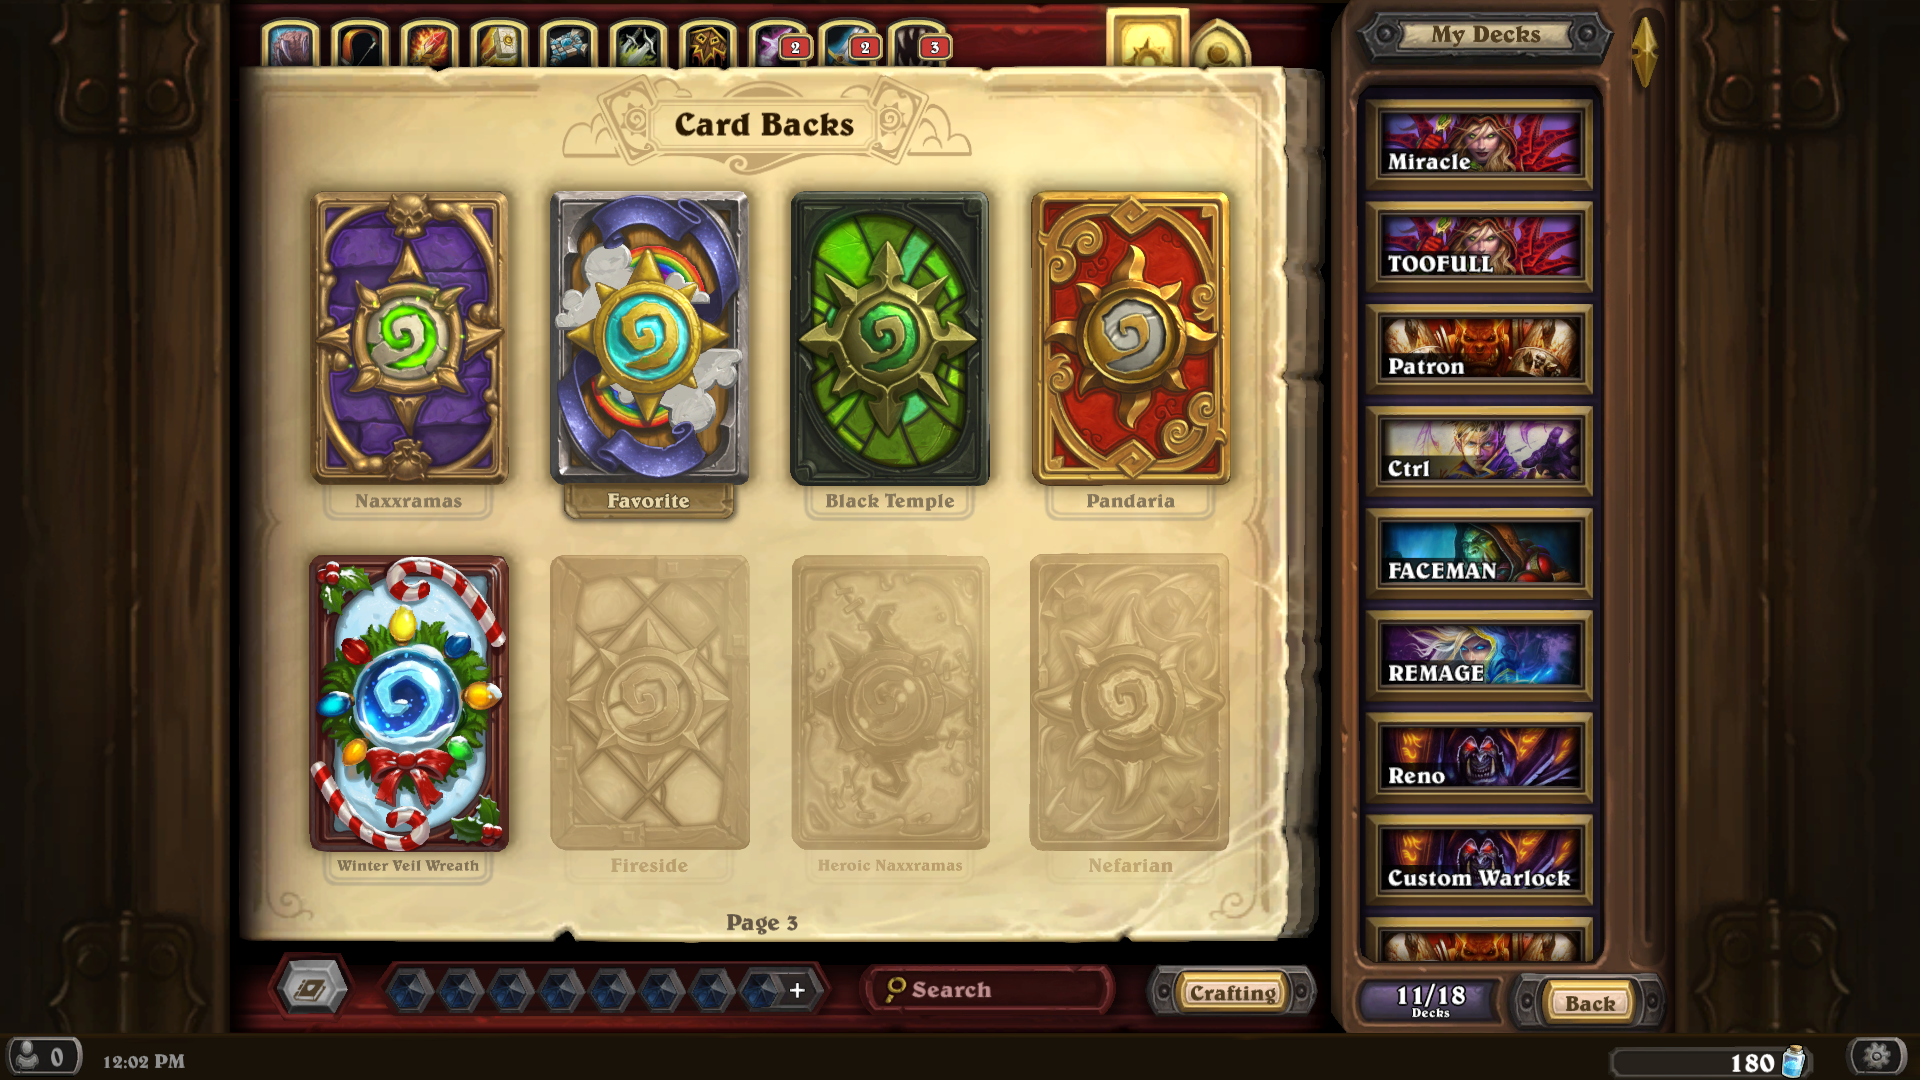 2
2
3
My Decks
Card Backs
Miracle
TOOFULL
Patron
Ctrl
FACEMAN
REMAGE
Reno
Custom Warlock
Naxxramas
Favorite
Black Temple
Pandaria
Winter Veil Wreath
Fireside
Heroic Naxxramas
Nefarian
Page 3
+
Search
Crafting
11/18
Decks
Back
0
12:02 PM
180